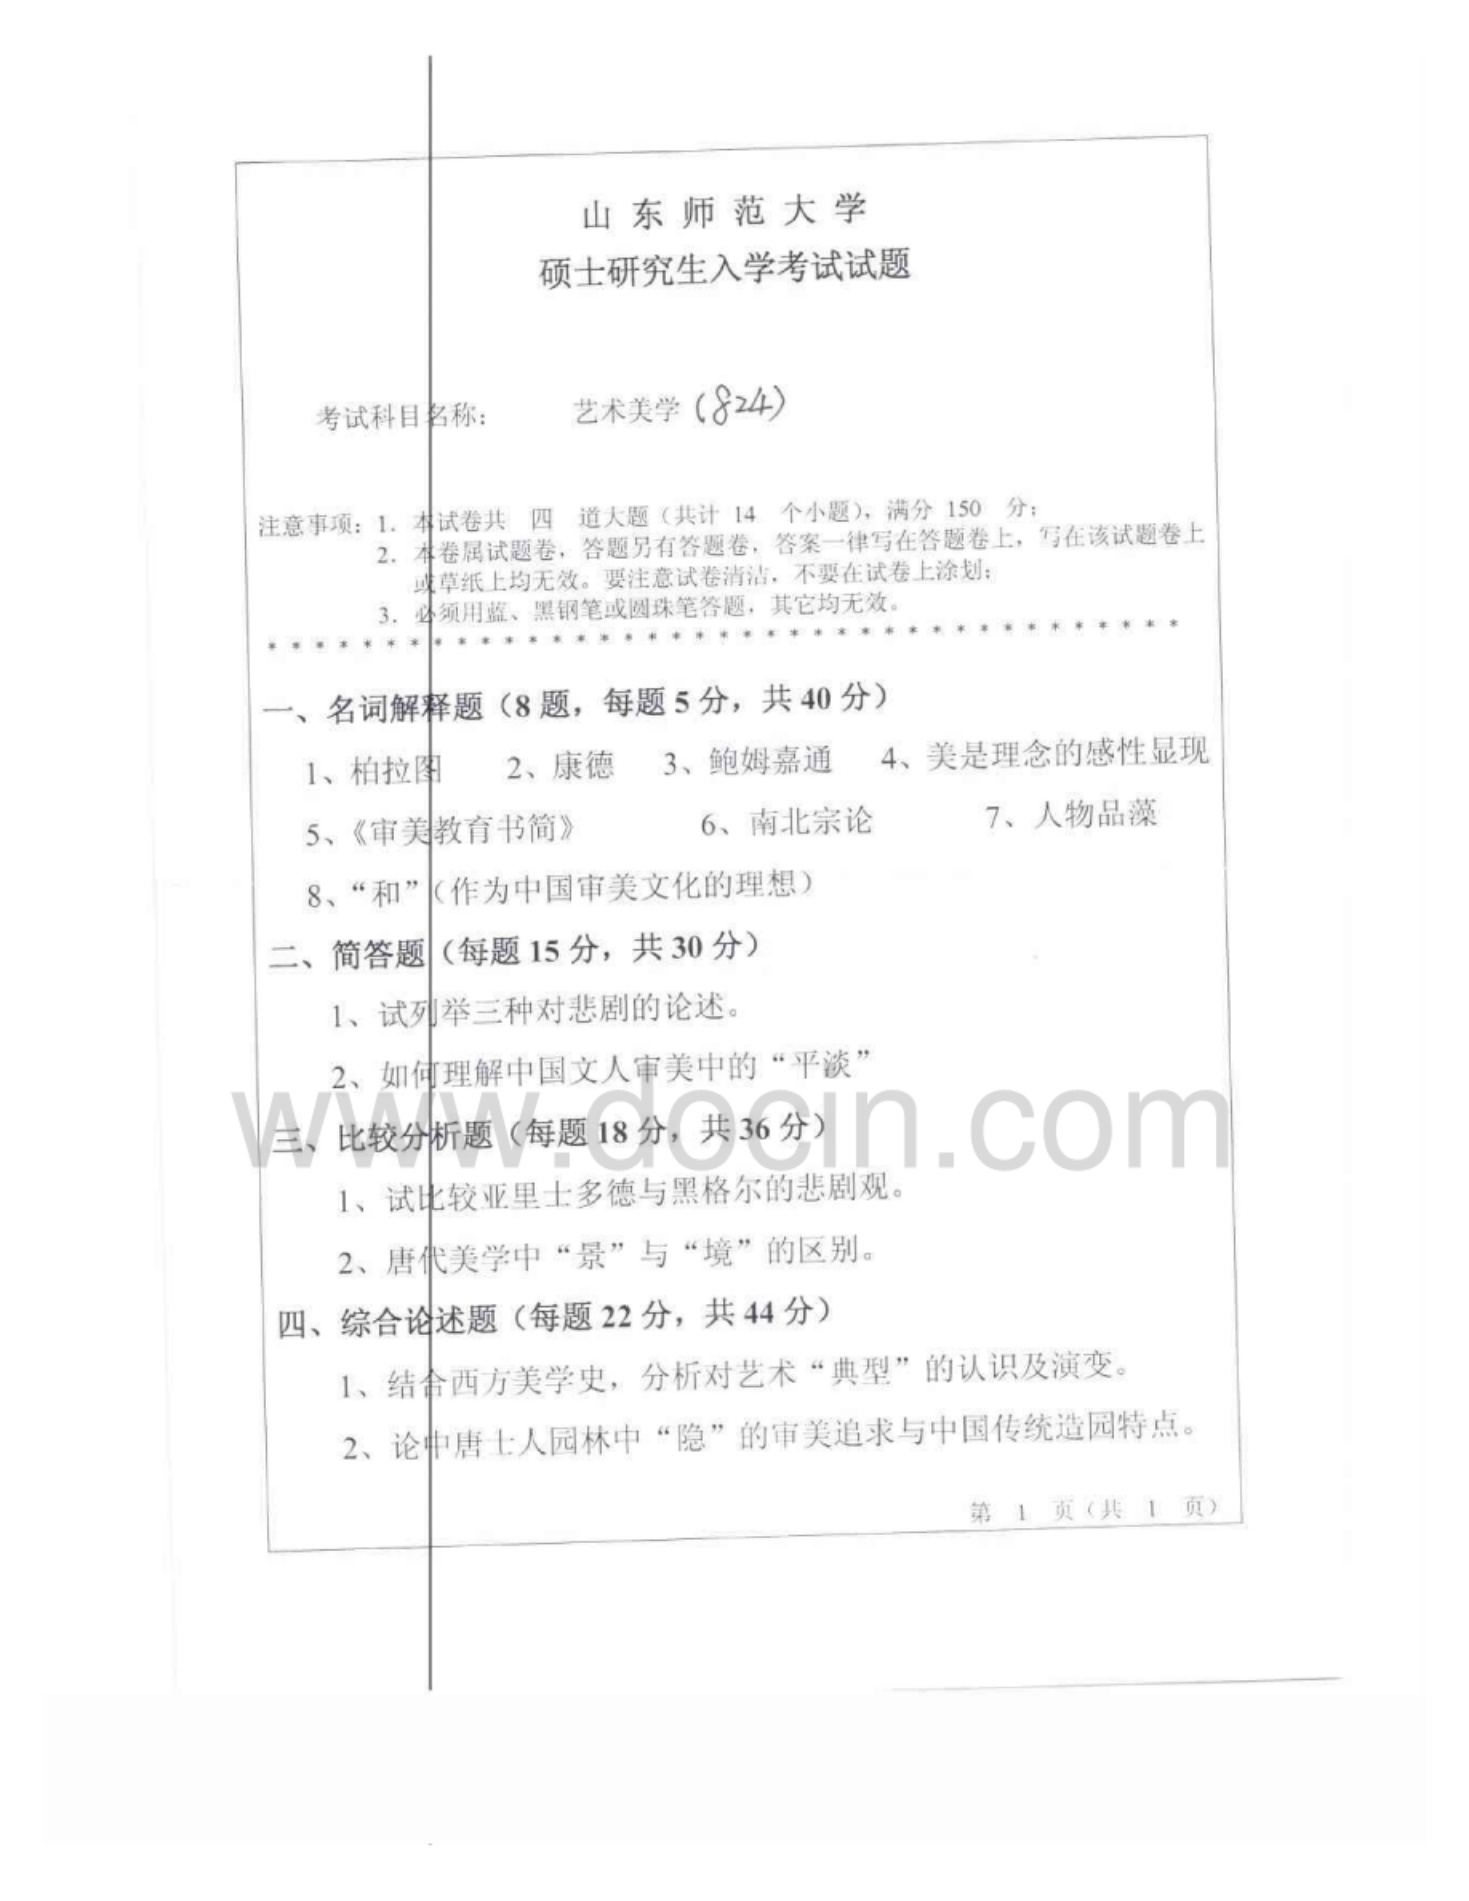 山东师范大学
硕士研究生入学考试试题
考试科目名称： 艺术美学(824)
注意事项：1. 本试卷共 四 道大题（共计 14 个小题），满分 150 分；
2. 本卷属试题卷，答题另有答题卷，答案一律写在答题卷上，写在该试题卷上
或草纸上均无效。要注意试卷清洁，不要在试卷上涂划；
3. 必须用蓝、黑钢笔或圆珠笔答题，其它均无效。
* * * * * * * * * * * * * * * * * * * * * * * * * * * * * * * * * * * * * * *
一、名词解释题（8 题，每题 5 分，共 40 分）
1、柏拉图 2、康德 3、鲍姆嘉通 4、美是理念的感性显现
5、《审美教育书简》 6、南北宗论 7、人物品藻
8、“和”（作为中国审美文化的理想）
二、简答题（每题 15 分，共 30 分）
1、试列举三种对悲剧的论述。
2、如何理解中国文人审美中的“平淡”
www.docin.com
三、比较分析题（每题 18 分，共 36 分）
1、试比较亚里士多德与黑格尔的悲剧观。
2、唐代美学中“景”与“境”的区别。
四、综合论述题（每题 22 分，共 44 分）
1、结合西方美学史，分析对艺术“典型”的认识及演变。
2、论中唐士人园林中“隐”的审美追求与中国传统造园特点。
第 1 页（共 1 页）